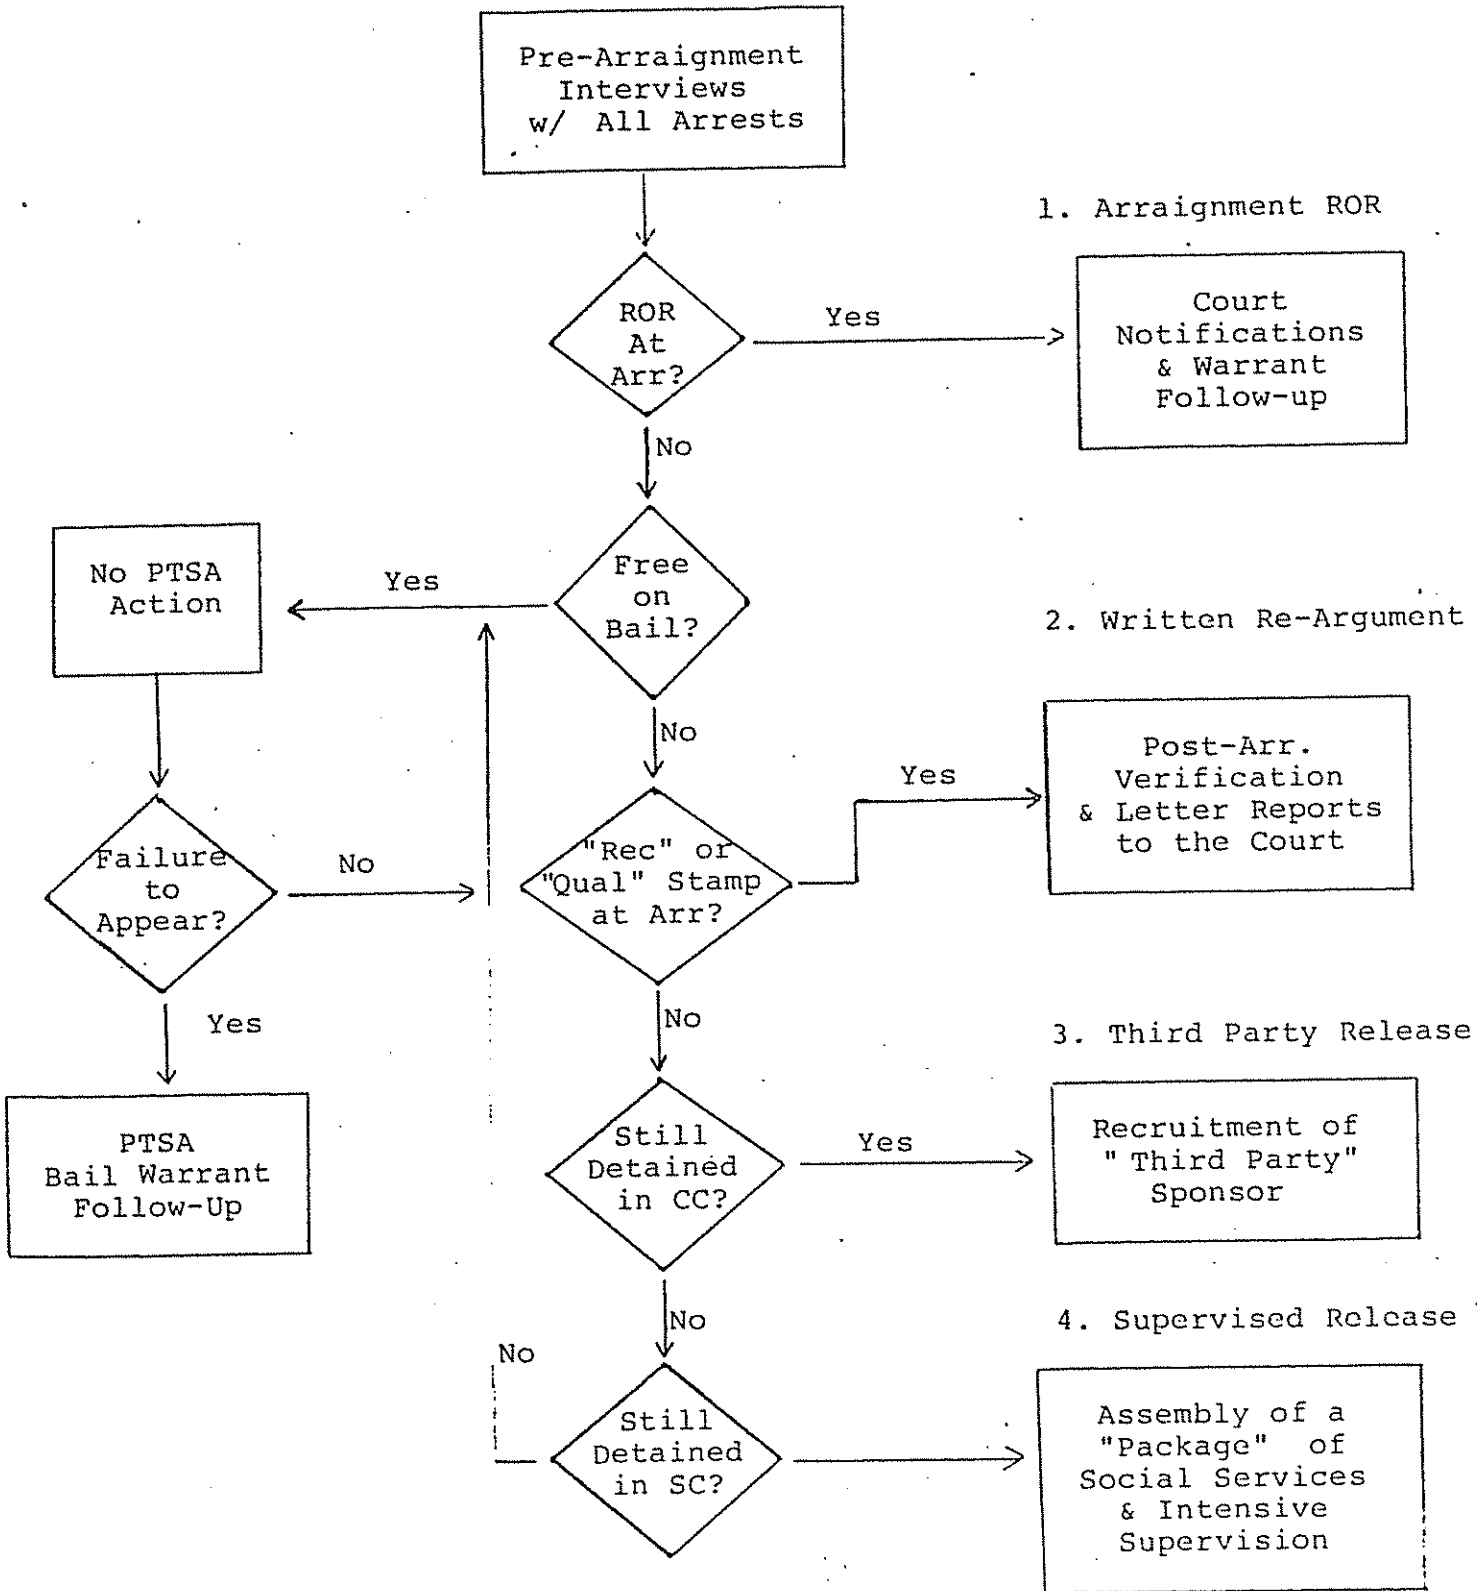 Pre-Arraignment
Interviews
w/ All Arrests
1. Arraignment ROR
ROR
At
Arr?
Yes
Court
Notifications
& Warrant
Follow-up
No
No PTSA
Action
Yes
Free
on
Bail?
2. Written Re-Argument
No
Post-Arr.
Verification
& Letter Reports
to the Court
Yes
Failure
to
Appear?
No
"Rec" or
"Qual" Stamp
at Arr?
Yes
No
3. Third Party Release
PTSA
Bail Warrant
Follow-Up
Still
Detained
in CC?
Yes
Recruitment of
"Third Party"
Sponsor
No
4. Supervised Release
No
Still
Detained
in SC?
Assembly of a
"Package" of
Social Services
& Intensive
Supervision